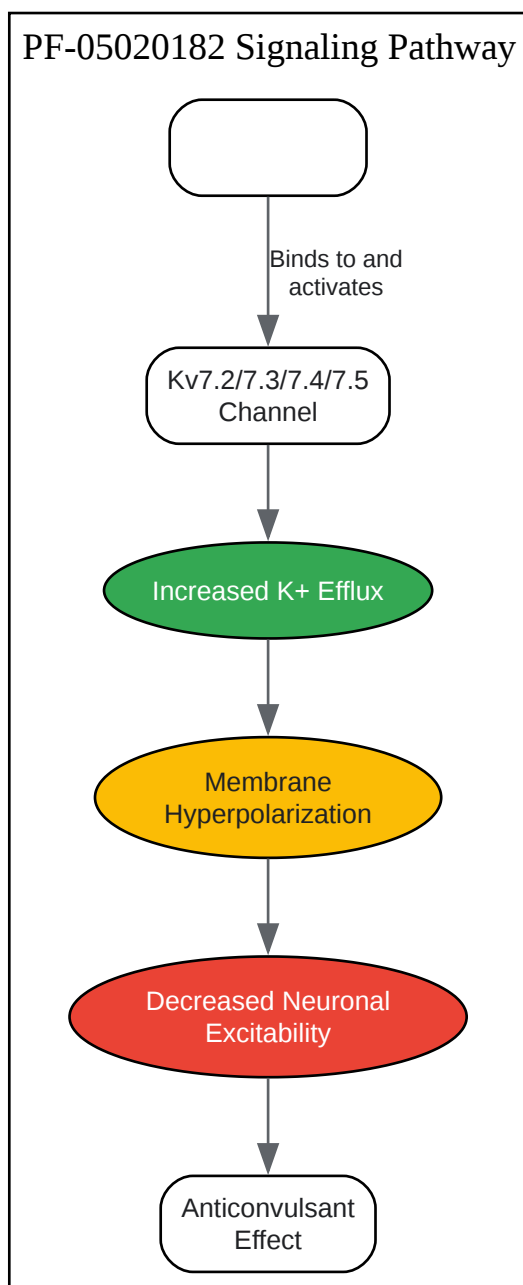 PF-05020182 Signaling Pathway
Binds to and
activates
Kv7.2/7.3/7.4/7.5
Channel
Increased K+ Efflux
Membrane
Hyperpolarization
Decreased Neuronal
Excitability
Anticonvulsant
Effect